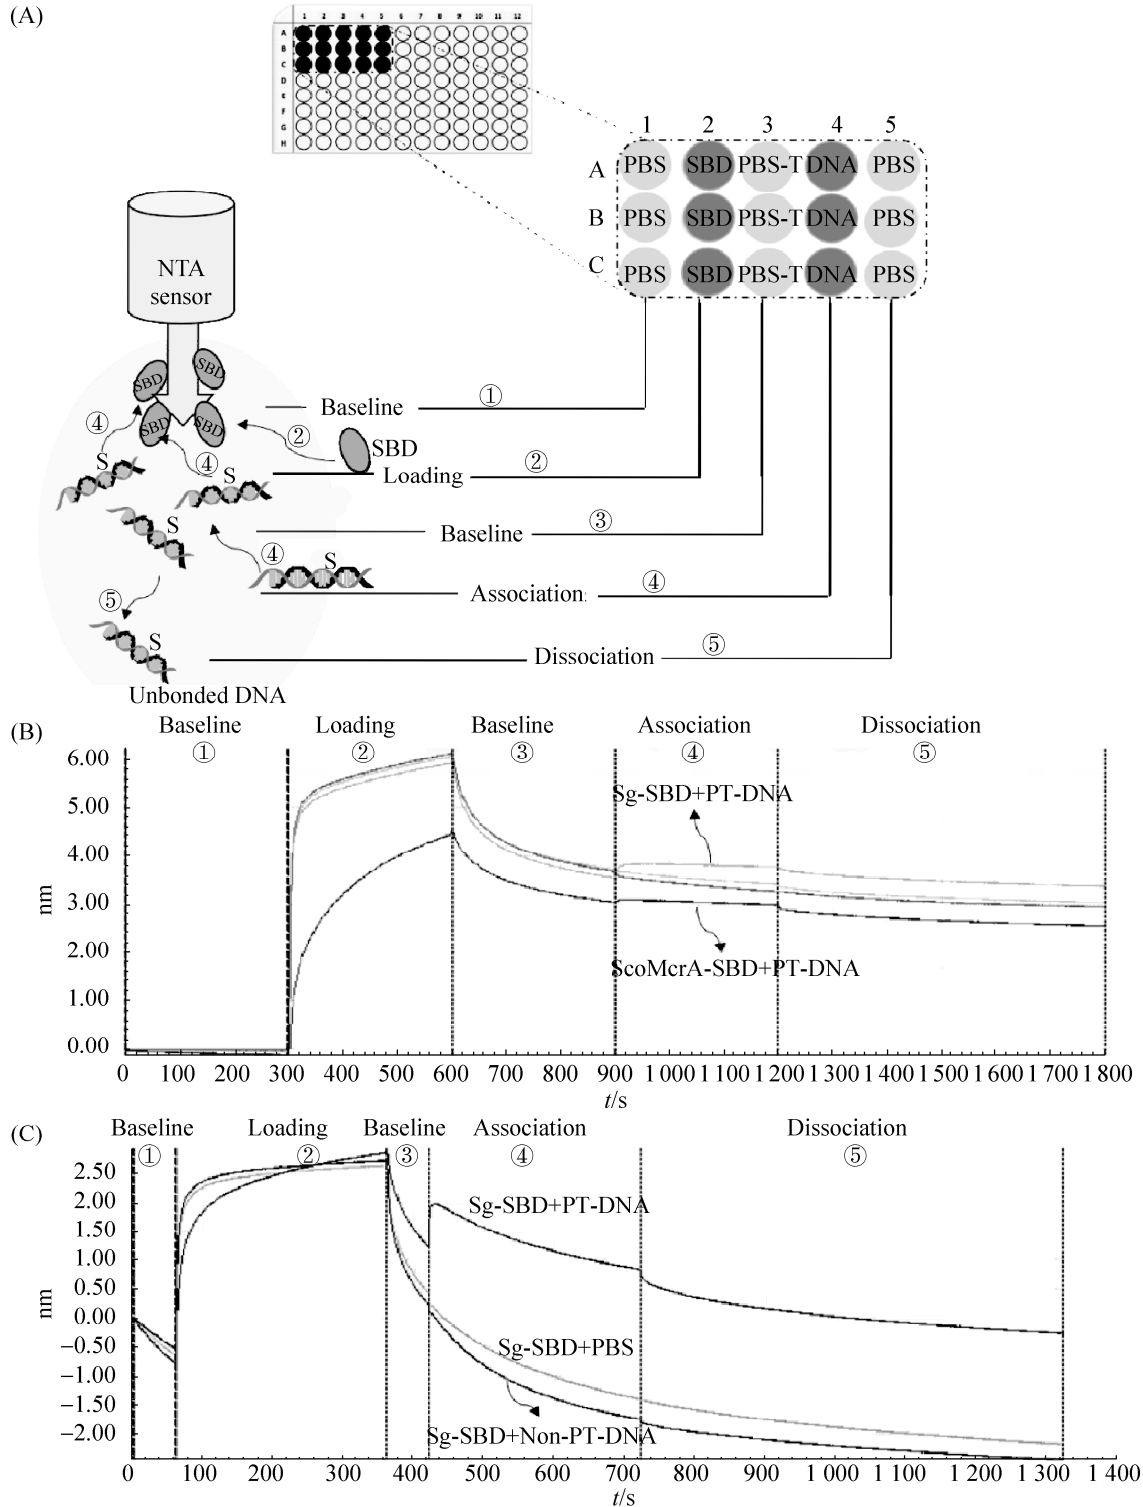 (A)
1 2 3 4 5 6 7 8 9 10 11 12
A
B
C
D
E
F
G
H
1 2 3 4 5
A PBS SBD PBS-T DNA PBS
B PBS SBD PBS-T DNA PBS
C PBS SBD PBS-T DNA PBS
NTA
sensor
SBD SBD
SBD SBD
Baseline ①
④ ② SBD
S ④ S Loading ②
S Baseline ③
④ S
Association: ④
⑤
S Dissociation ⑤
Unbonded DNA
(B) Baseline Loading Baseline Association Dissociation
① ② ③ ④ ⑤
6.00
5.00
4.00
3.00
2.00
1.00
0.00
nm
Sg-SBD+PT-DNA
ScoMcrA-SBD+PT-DNA
0 100 200 300 400 500 600 700 800 900 1 000 1 100 1 200 1 300 1 400 1 500 1 600 1 700 1 800
t/s
(C) Baseline Loading Baseline Association Dissociation
① ② ③ ④ ⑤
2.50
2.00
1.50
1.00
0.50
0.00
−0.50
−1.00
−1.50
−2.00
nm
Sg-SBD+PT-DNA
Sg-SBD+PBS
Sg-SBD+Non-PT-DNA
0 100 200 300 400 500 600 700 800 900 1 000 1 100 1 200 1 300 1 400
t/s